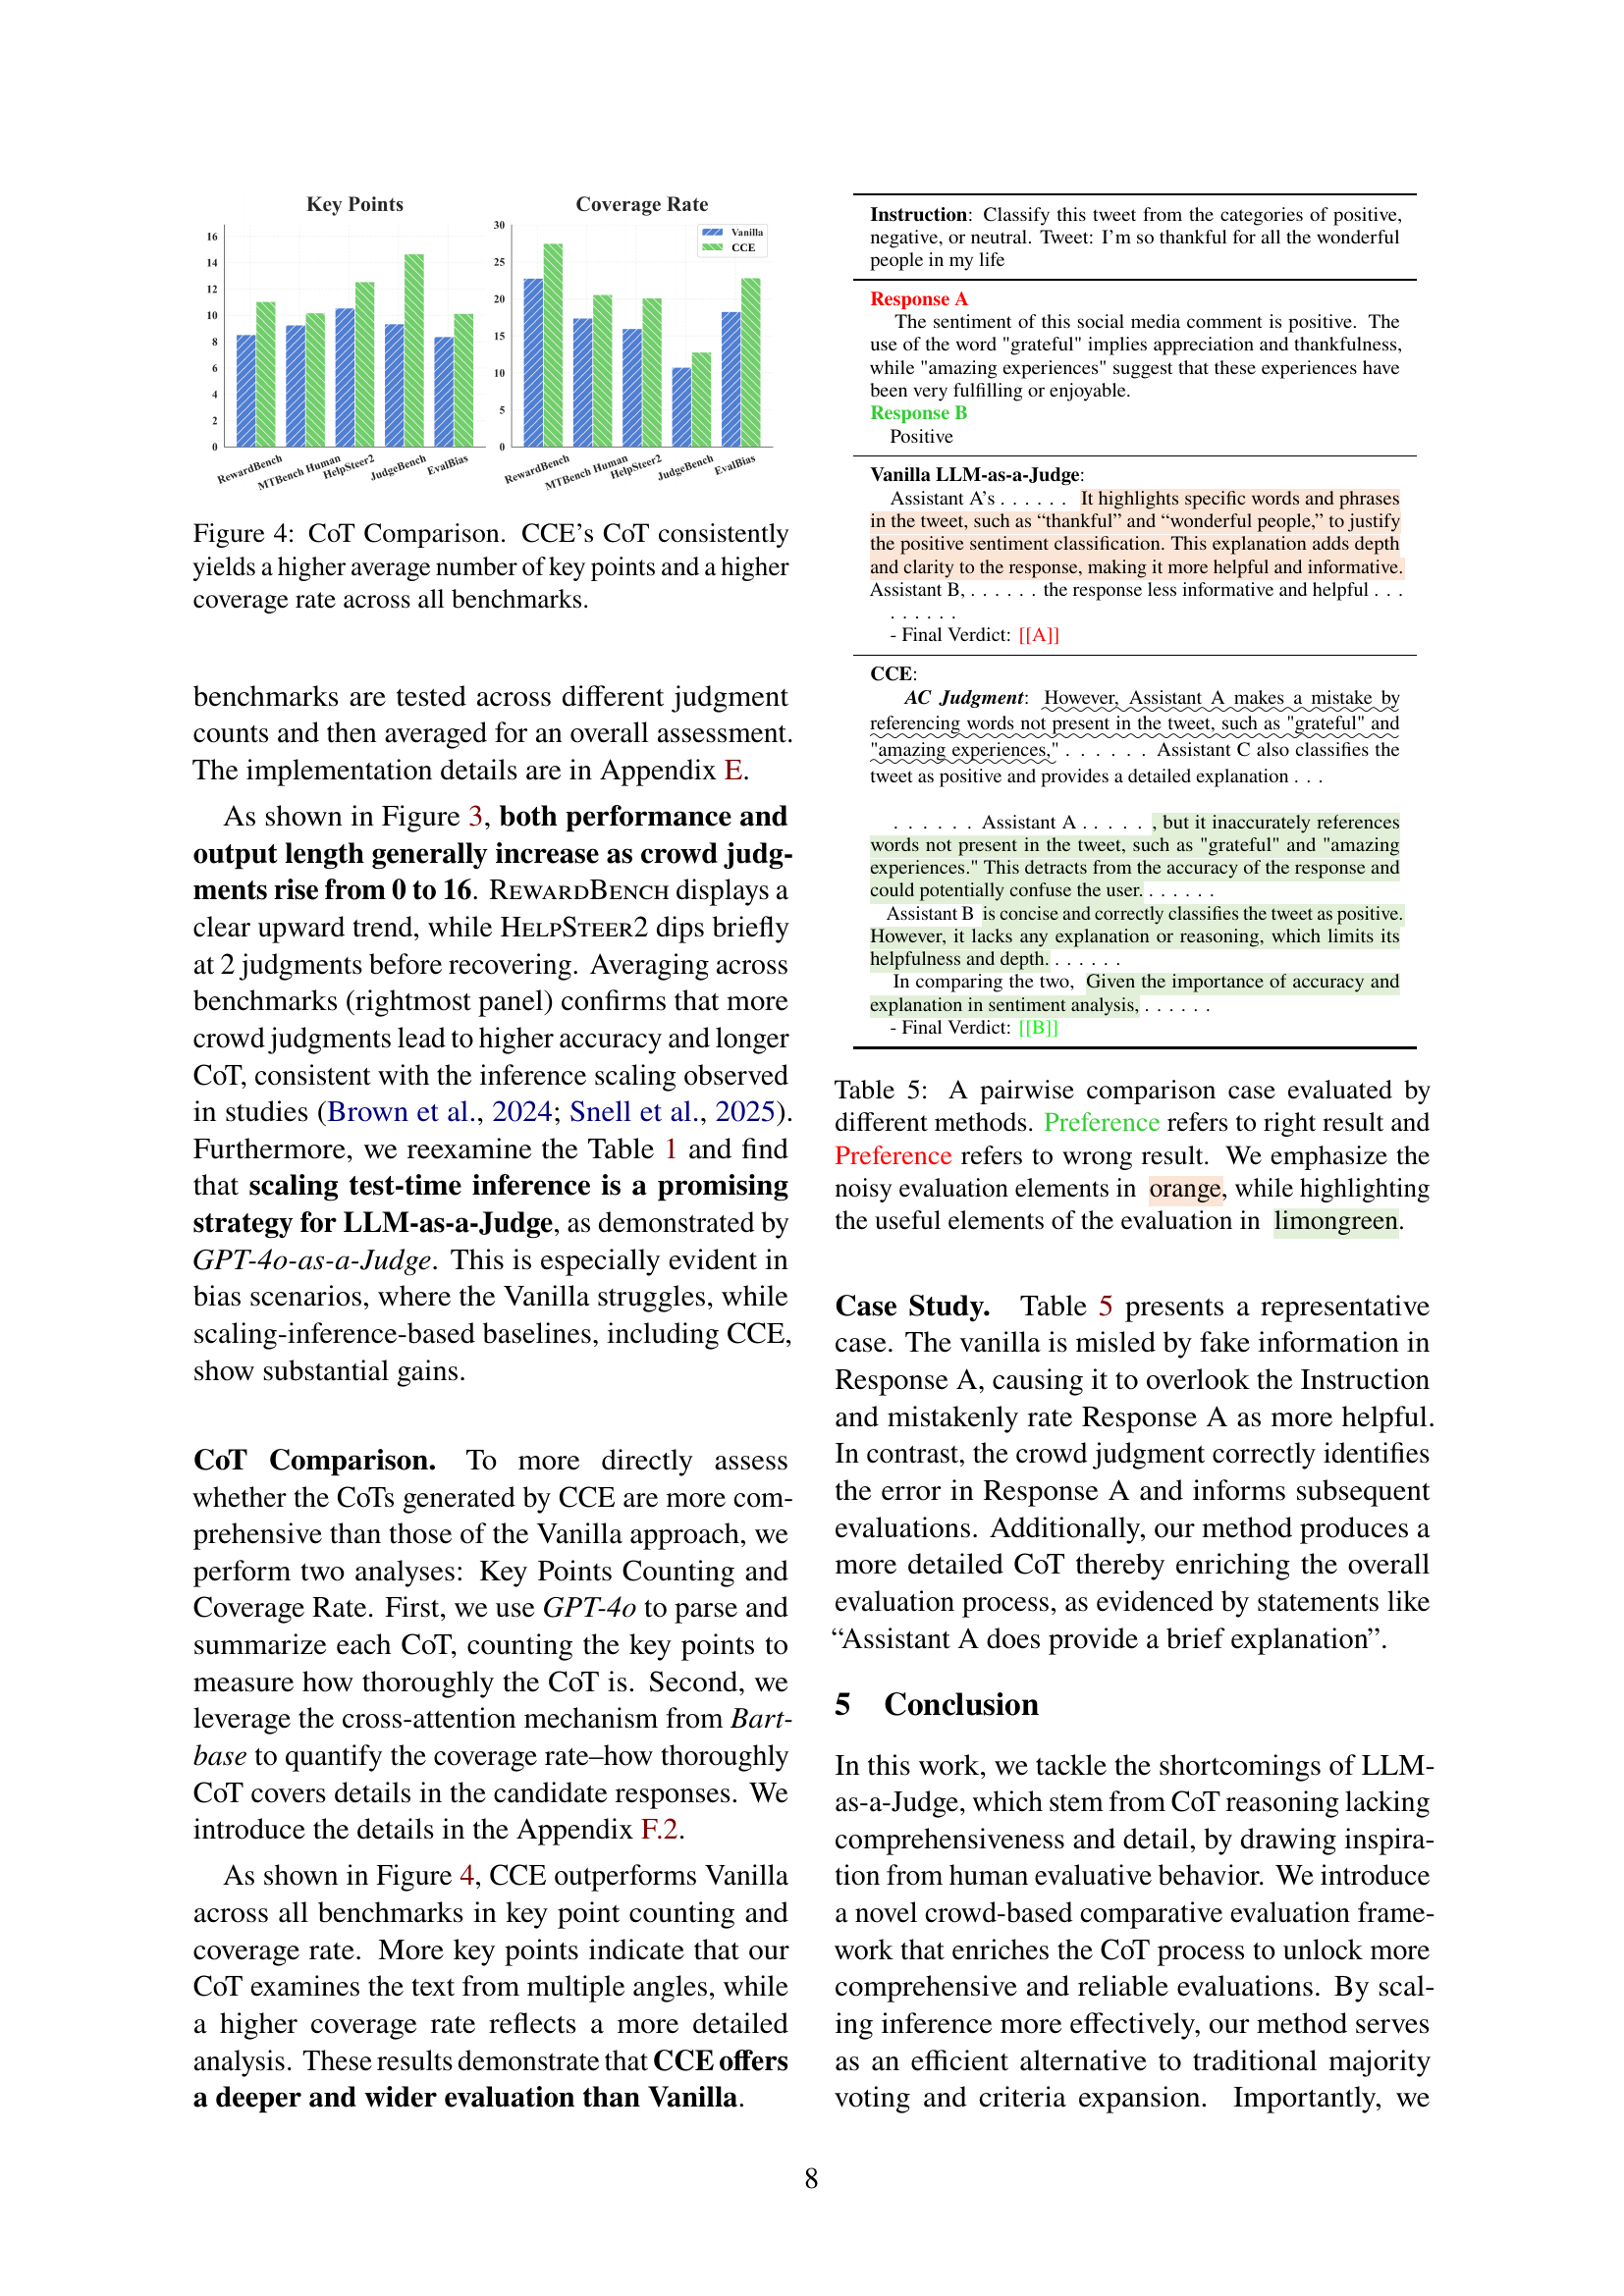 Key Points
16
14
12
10
8
6
4
2
0
RewardBench
MTBench Human
HelpSteer2
JudgeBench
EvalBias
Coverage Rate
30
25
20
15
10
5
0
Vanilla
CCE
RewardBench
MTBench Human
HelpSteer2
JudgeBench
EvalBias
Figure 4: CoT Comparison. CCE's CoT consistently
yields a higher average number of key points and a higher
coverage rate across all benchmarks.
benchmarks are tested across different judgment
counts and then averaged for an overall assessment.
The implementation details are in Appendix E.
As shown in Figure 3, both performance and
output length generally increase as crowd judg-
ments rise from 0 to 16. REWARDBENCH displays a
clear upward trend, while HELPSTEER2 dips briefly
at 2 judgments before recovering. Averaging across
benchmarks (rightmost panel) confirms that more
crowd judgments lead to higher accuracy and longer
CoT, consistent with the inference scaling observed
in studies (Brown et al., 2024; Snell et al., 2025).
Furthermore, we reexamine the Table 1 and find
that scaling test-time inference is a promising
strategy for LLM-as-a-Judge, as demonstrated by
GPT-4o-as-a-Judge. This is especially evident in
bias scenarios, where the Vanilla struggles, while
scaling-inference-based baselines, including CCE,
show substantial gains.
CoT Comparison. To more directly assess
whether the CoTs generated by CCE are more com-
prehensive than those of the Vanilla approach, we
perform two analyses: Key Points Counting and
Coverage Rate. First, we use GPT-4o to parse and
summarize each CoT, counting the key points to
measure how thoroughly the CoT is. Second, we
leverage the cross-attention mechanism from Bart-
base to quantify the coverage rate–how thoroughly
CoT covers details in the candidate responses. We
introduce the details in the Appendix F.2.
As shown in Figure 4, CCE outperforms Vanilla
across all benchmarks in key point counting and
coverage rate. More key points indicate that our
CoT examines the text from multiple angles, while
a higher coverage rate reflects a more detailed
analysis. These results demonstrate that CCE offers
a deeper and wider evaluation than Vanilla.
Instruction: Classify this tweet from the categories of positive,
negative, or neutral. Tweet: I'm so thankful for all the wonderful
people in my life
Response A
The sentiment of this social media comment is positive. The
use of the word "grateful" implies appreciation and thankfulness,
while "amazing experiences" suggest that these experiences have
been very fulfilling or enjoyable.
Response B
Positive
Vanilla LLM-as-a-Judge:
Assistant A's . . . . . . It highlights specific words and phrases
in the tweet, such as “thankful” and “wonderful people,” to justify
the positive sentiment classification. This explanation adds depth
and clarity to the response, making it more helpful and informative.
Assistant B, . . . . . . the response less informative and helpful . . .
. . . . . .
- Final Verdict: [[A]]
CCE:
AC Judgment: However, Assistant A makes a mistake by
referencing words not present in the tweet, such as "grateful" and
"amazing experiences," . . . . . . Assistant C also classifies the
tweet as positive and provides a detailed explanation . . .
. . . . . . Assistant A . . . . . , but it inaccurately references
words not present in the tweet, such as "grateful" and "amazing
experiences." This detracts from the accuracy of the response and
could potentially confuse the user. . . . . . .
Assistant B is concise and correctly classifies the tweet as positive.
However, it lacks any explanation or reasoning, which limits its
helpfulness and depth. . . . . . .
In comparing the two, Given the importance of accuracy and
explanation in sentiment analysis, . . . . . .
- Final Verdict: [[B]]
Table 5: A pairwise comparison case evaluated by
different methods. Preference refers to right result and
Preference refers to wrong result. We emphasize the
noisy evaluation elements in orange, while highlighting
the useful elements of the evaluation in limongreen.
Case Study. Table 5 presents a representative
case. The vanilla is misled by fake information in
Response A, causing it to overlook the Instruction
and mistakenly rate Response A as more helpful.
In contrast, the crowd judgment correctly identifies
the error in Response A and informs subsequent
evaluations. Additionally, our method produces a
more detailed CoT thereby enriching the overall
evaluation process, as evidenced by statements like
“Assistant A does provide a brief explanation”.
5 Conclusion
In this work, we tackle the shortcomings of LLM-
as-a-Judge, which stem from CoT reasoning lacking
comprehensiveness and detail, by drawing inspira-
tion from human evaluative behavior. We introduce
a novel crowd-based comparative evaluation frame-
work that enriches the CoT process to unlock more
comprehensive and reliable evaluations. By scal-
ing inference more effectively, our method serves
as an efficient alternative to traditional majority
voting and criteria expansion. Importantly, we
8